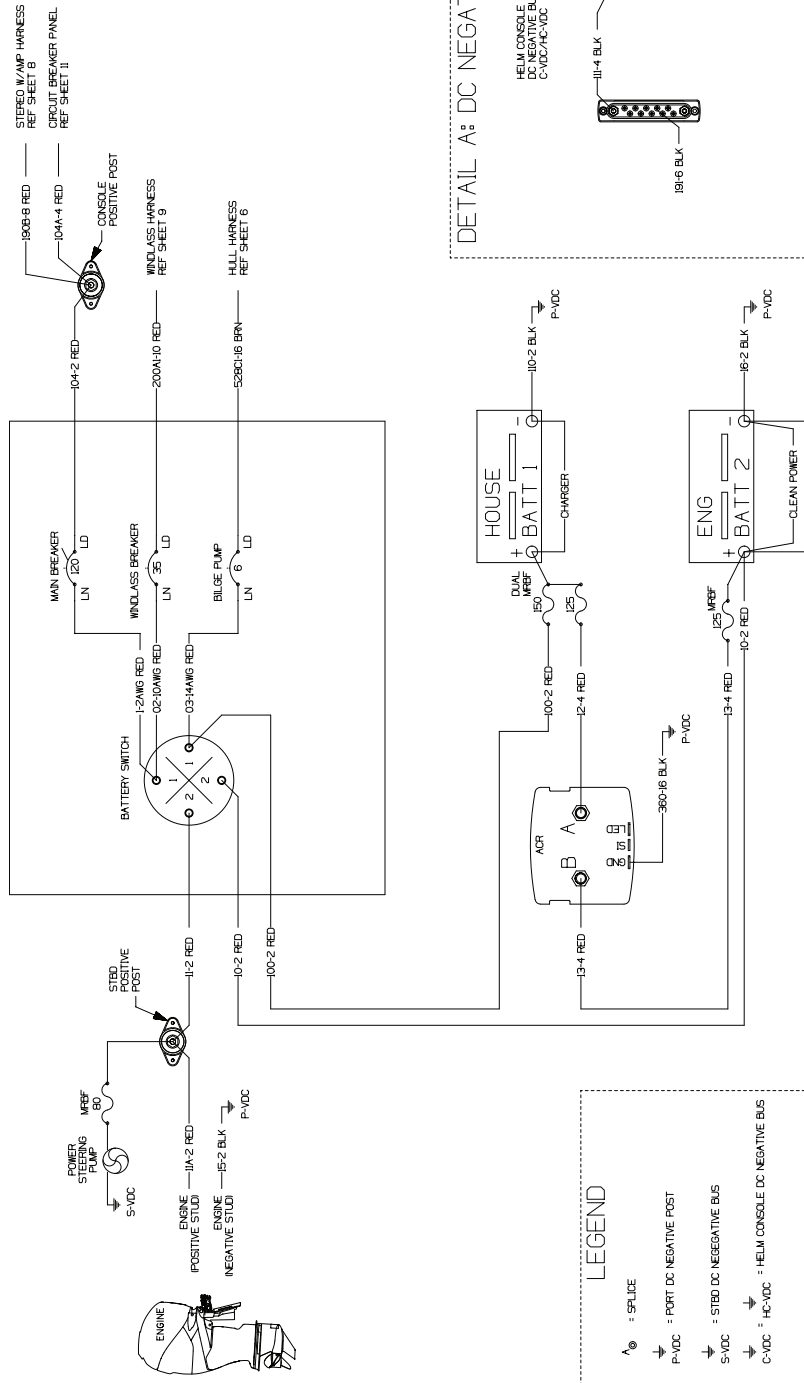 STEREO W/AMP HARNESS
REF SHEET 8
CIRCUIT BREAKER PANEL
REF SHEET 11
190B-8 RED
104A-4 RED
CONSOLE
POSITIVE POST
WINDLASS HARNESS
REF SHEET 9
HULL HARNESS
REF SHEET 6
104-2 RED
200A1-10 RED
528C1-16 BRN
MAIN BREAKER
120
LN
LD
WINDLASS BREAKER
35
LN
LD
BILGE PUMP
6
LN
LD
1-2AWG RED
02-10AWG RED
03-14AWG RED
BATTERY SWITCH
1
1
2
2
STBD
POSITIVE
POST
11-2 RED
10-2 RED
100-2 RED
MRBF
80
POWER
STEERING
PUMP
S-VDC
11A-2 RED
ENGINE
(POSITIVE STUD)
15-2 BLK
P-VDC
ENGINE
(NEGATIVE STUD)
ENGINE
DETAIL A: DC NEGAT
HELM CONSOLE
DC NEGATIVE BU
C-VDC/HC-VDC
111-4 BLK
191-6 BLK
110-2 BLK
P-VDC
HOUSE
BATT 1
+
-
CHARGER
DUAL
MRBF
150
125
100-2 RED
12-4 RED
16-2 BLK
P-VDC
ENG
BATT 2
+
-
CLEAN POWER
MRBF
125
10-2 RED
13-4 RED
360-16 BLK
P-VDC
ACR
A
B
LED
SI
GND
13-4 RED
LEGEND
A = SPLICE
P-VDC = PORT DC NEGATIVE POST
S-VDC = STBD DC NEGEGATIVE BUS
C-VDC = HC-VDC = HELM CONSOLE DC NEGATIVE BUS